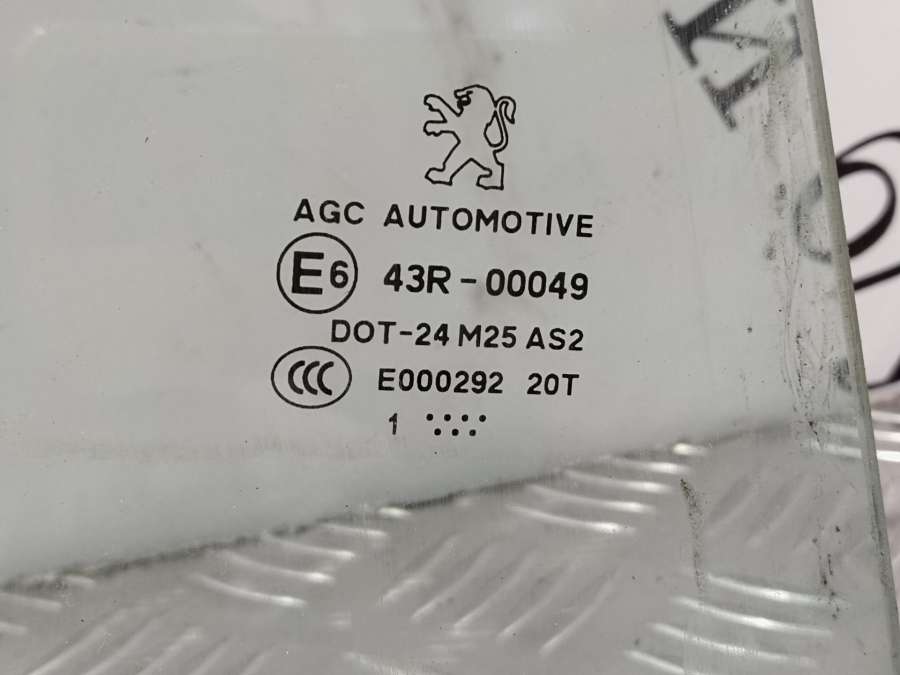 AGC AUTOMOTIVE
E6 43R-00049
DOT-24 M25 AS2
CCC E000292 20T
1